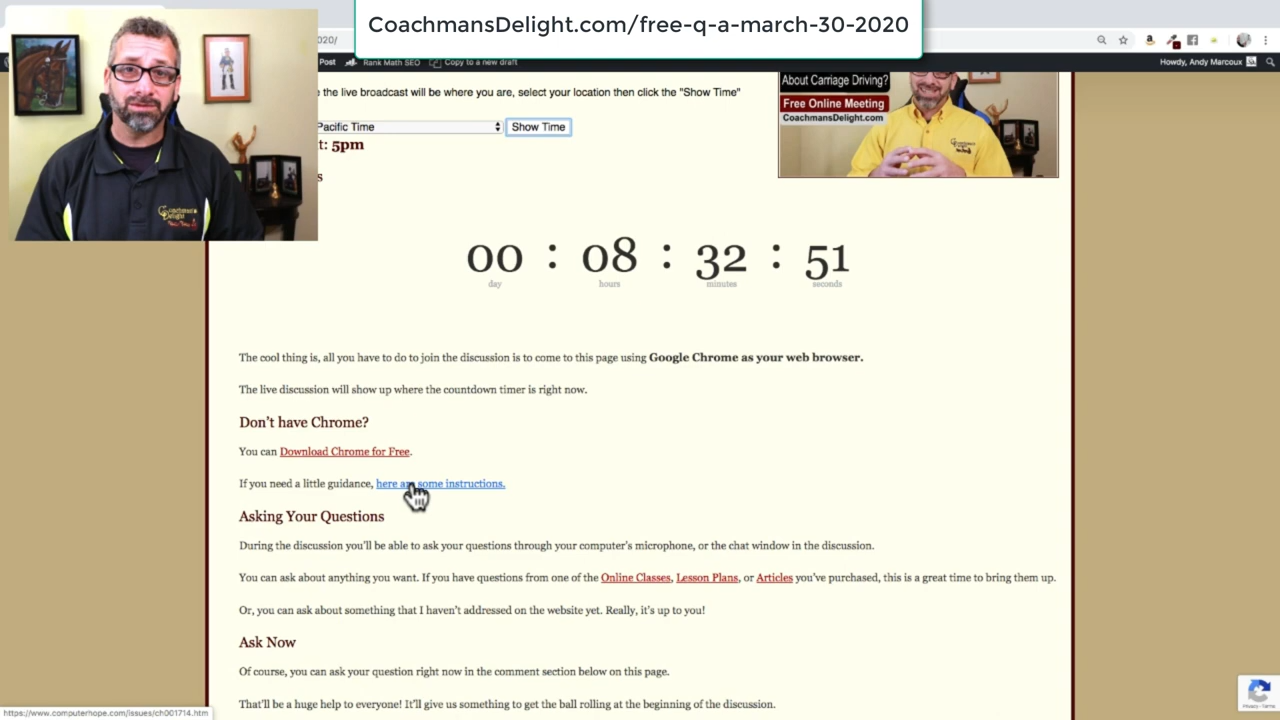 CoachmansDelight.com/free-q-a-march-30-2020
020/
Post Rank Math SEO Copy to a new draft Howdy, Andy Marcoux
e the live broadcast will be where you are, select your location then click the "Show Time"
Pacific Time Show Time
t: 5pm
s
About Carriage Driving?
Free Online Meeting
CoachmansDelight.com
Coachman's Delight
00 : 08 : 32 : 51
day hours minutes seconds
The cool thing is, all you have to do to join the discussion is to come to this page using Google Chrome as your web browser.
The live discussion will show up where the countdown timer is right now.
Don't have Chrome?
You can Download Chrome for Free.
If you need a little guidance, here are some instructions.
Asking Your Questions
During the discussion you'll be able to ask your questions through your computer's microphone, or the chat window in the discussion.
You can ask about anything you want. If you have questions from one of the Online Classes, Lesson Plans, or Articles you've purchased, this is a great time to bring them up.
Or, you can ask about something that I haven't addressed on the website yet. Really, it's up to you!
Ask Now
Of course, you can ask your question right now in the comment section below on this page.
That'll be a huge help to everyone! It'll give us something to get the ball rolling at the beginning of the discussion.
https://www.computerhope.com/issues/ch001714.htm
Privacy - Terms